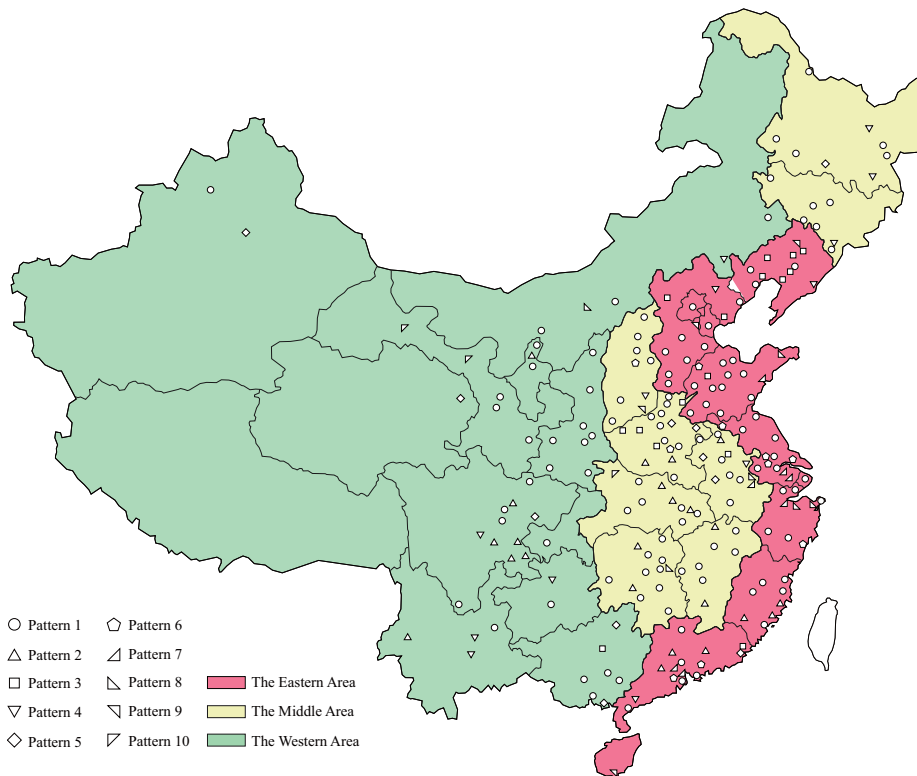 Pattern 1
Pattern 2
Pattern 3
Pattern 4
Pattern 5
Pattern 6
Pattern 7
Pattern 8
Pattern 9
Pattern 10
The Eastern Area
The Middle Area
The Western Area